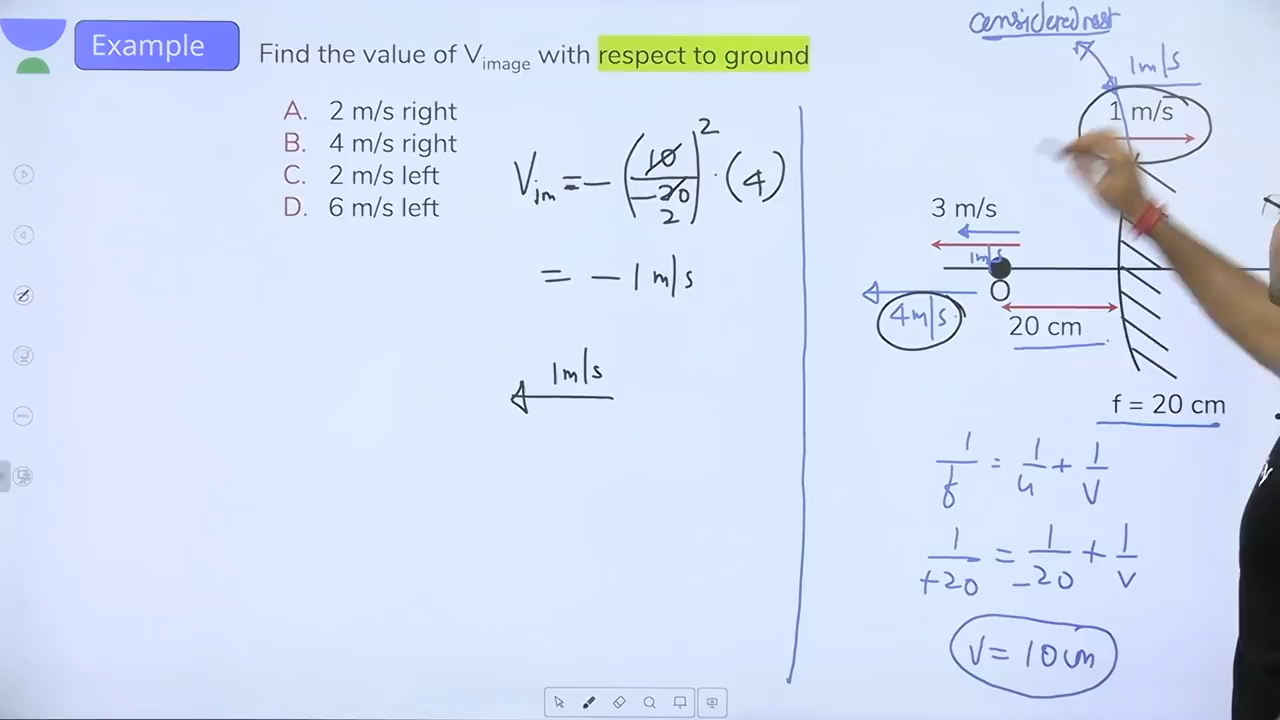 Example
Find the value of Vimage with respect to ground
A. 2 m/s right
B. 4 m/s right
C. 2 m/s left
D. 6 m/s left
Vim = - (10/-20)² · (4)
2
= - 1 m/s
1m/s
considered rest
1m/s
1 m/s
3 m/s
1m/s
O
4m/s
20 cm
f = 20 cm
1/f = 1/u + 1/v
1/+20 = 1/-20 + 1/v
v = 10cm